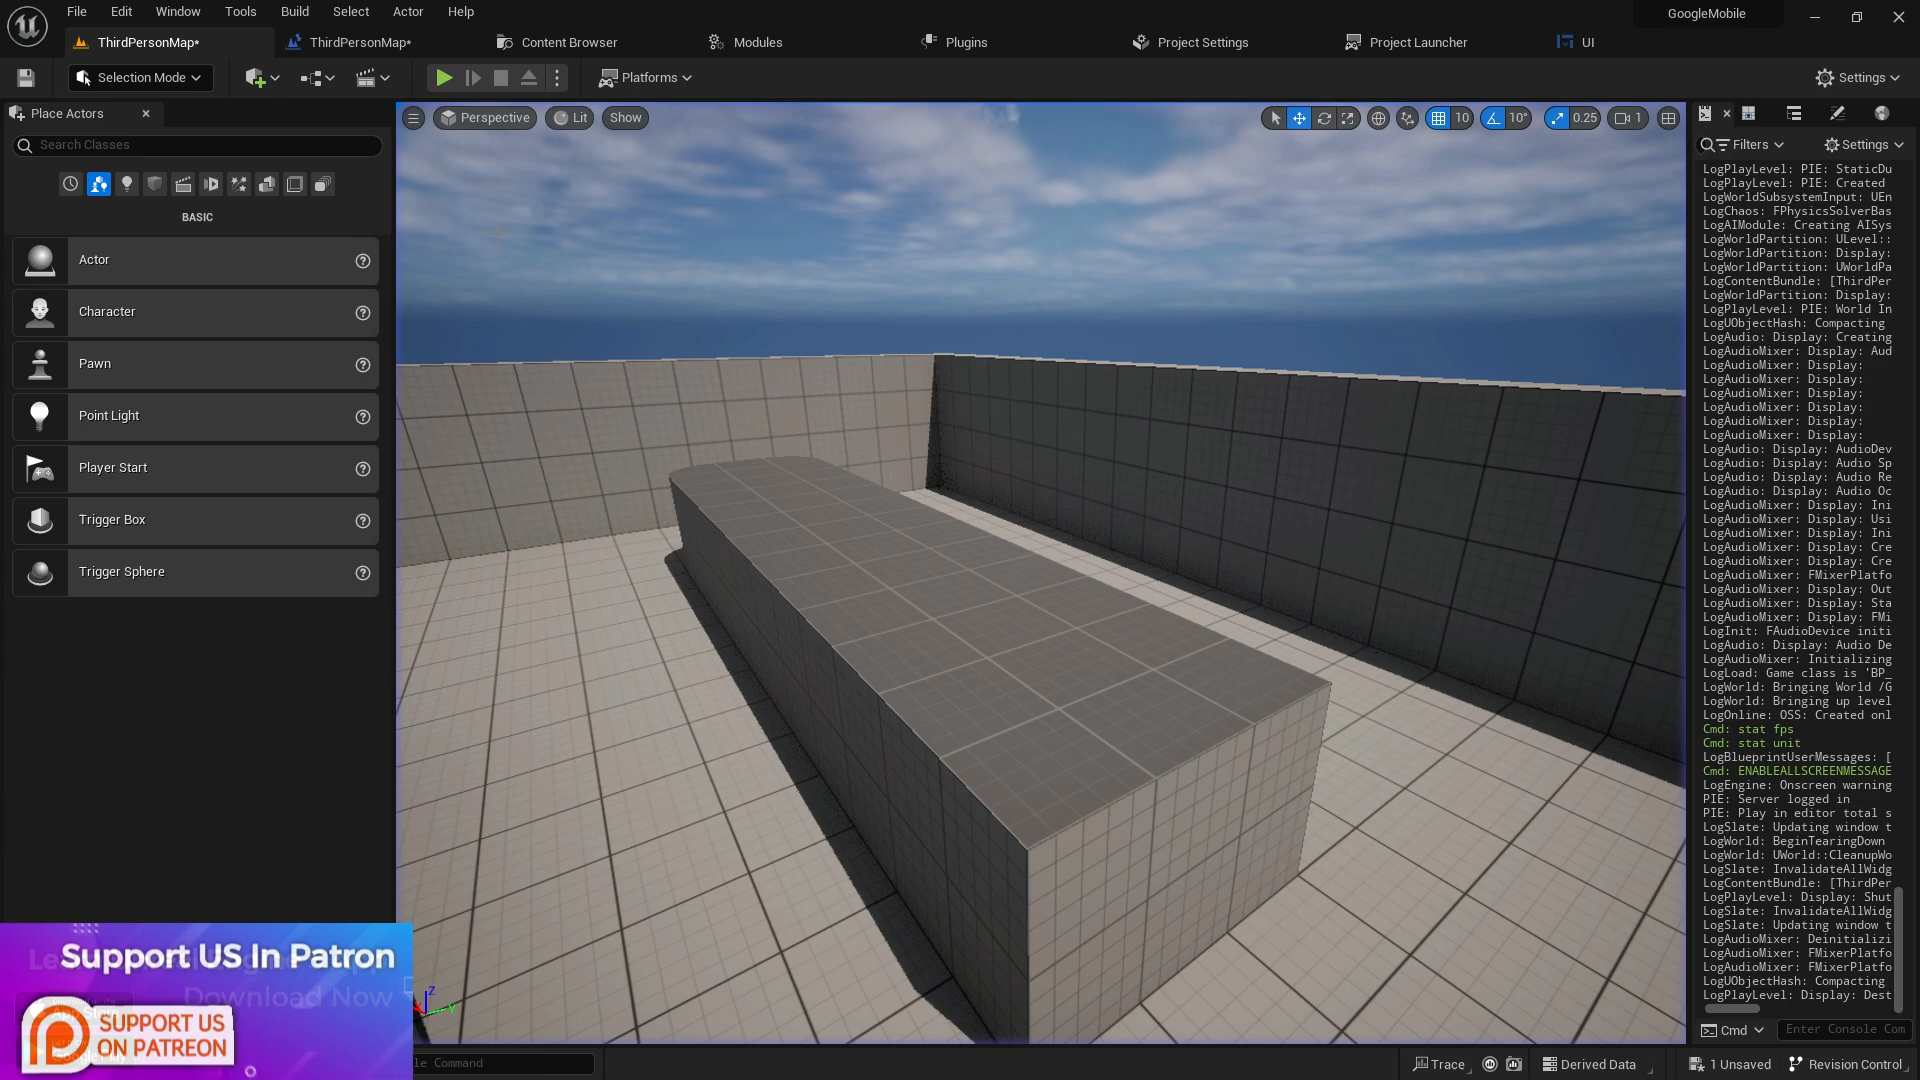 File Edit Window Tools Build Select Actor Help
GoogleMobile
ThirdPersonMap*
ThirdPersonMap*
Content Browser
Modules
Plugins
Project Settings
Project Launcher
UI
Selection Mode
Platforms
Settings
Place Actors
Search Classes
BASIC
Actor
Character
Pawn
Point Light
Player Start
Trigger Box
Trigger Sphere
Perspective
Lit
Show
10
10°
0.25
1
Filters
Settings
LogPlayLevel: PIE: StaticDu
LogPlayLevel: PIE: Created
LogWorldSubsystemInput: UEn
LogChaos: FPhysicsSolverBas
LogAIModule: Creating AISys
LogWorldPartition: ULevel::
LogWorldPartition: Display:
LogWorldPartition: UWorldPa
LogContentBundle: [ThirdPer
LogWorldPartition: Display:
LogPlayLevel: PIE: World In
LogUObjectHash: Compacting
LogAudio: Display: Creating
LogAudioMixer: Display: Aud
LogAudioMixer: Display:
LogAudioMixer: Display:
LogAudioMixer: Display:
LogAudioMixer: Display:
LogAudioMixer: Display:
LogAudioMixer: Display:
LogAudio: Display: AudioDev
LogAudio: Display: Audio Sp
LogAudio: Display: Audio Re
LogAudio: Display: Audio Oc
LogAudioMixer: Display: Ini
LogAudioMixer: Display: Usi
LogAudioMixer: Display: Ini
LogAudioMixer: Display: Cre
LogAudioMixer: Display: Cre
LogAudioMixer: FMixerPlatfo
LogAudioMixer: Display: Out
LogAudioMixer: Display: Sta
LogAudioMixer: Display: FMi
LogInit: FAudioDevice initi
LogAudio: Display: Audio De
LogAudioMixer: Initializing
LogLoad: Game class is 'BP_
LogWorld: Bringing World /G
LogWorld: Bringing up level
LogOnline: OSS: Created onl
Cmd: stat fps
Cmd: stat unit
LogBlueprintUserMessages: [
Cmd: ENABLEALLSCREENMESSAGE
LogEngine: Onscreen warning
PIE: Server logged in
PIE: Play in editor total s
LogSlate: Updating window t
LogWorld: BeginTearingDown
LogWorld: UWorld::CleanupWo
LogSlate: InvalidateAllWidg
LogContentBundle: [ThirdPer
LogPlayLevel: Display: Shut
LogSlate: InvalidateAllWidg
LogSlate: Updating window t
LogAudioMixer: Deinitializi
LogAudioMixer: FMixerPlatfo
LogAudioMixer: FMixerPlatfo
LogUObjectHash: Compacting
LogPlayLevel: Display: Dest
Cmd
Enter Console Com
Support US In Patron
Download Now
SUPPORT US
ON PATREON
Z
Y
le Command
Trace
Derived Data
1 Unsaved
Revision Control